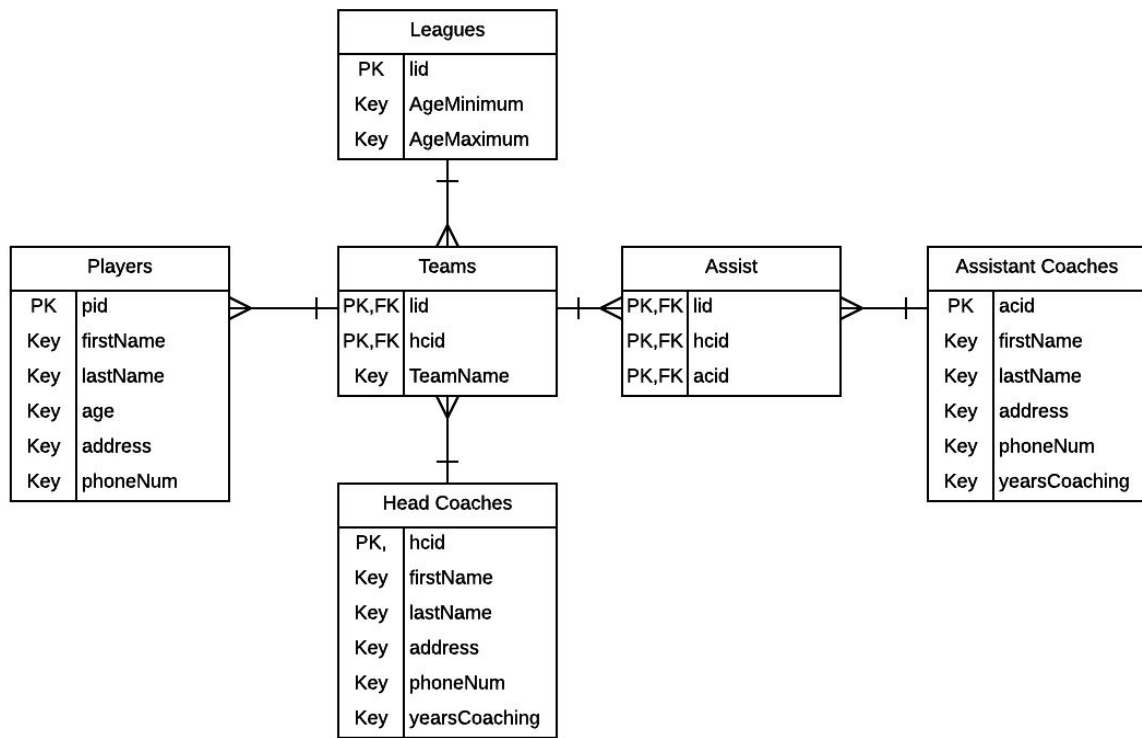 Leagues
PK lid
Key AgeMinimum
Key AgeMaximum
Players
PK pid
Key firstName
Key lastName
Key age
Key address
Key phoneNum
Teams
PK,FK lid
PK,FK hcid
Key TeamName
Assist
PK,FK lid
PK,FK hcid
PK,FK acid
Assistant Coaches
PK acid
Key firstName
Key lastName
Key address
Key phoneNum
Key yearsCoaching
Head Coaches
PK, hcid
Key firstName
Key lastName
Key address
Key phoneNum
Key yearsCoaching